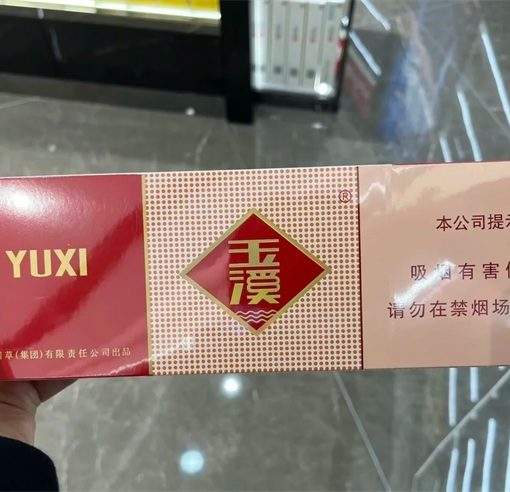 YUXI
草(集团)有限责任公司出品
玉溪
®
本公司提示
吸烟有害
请勿在禁烟场